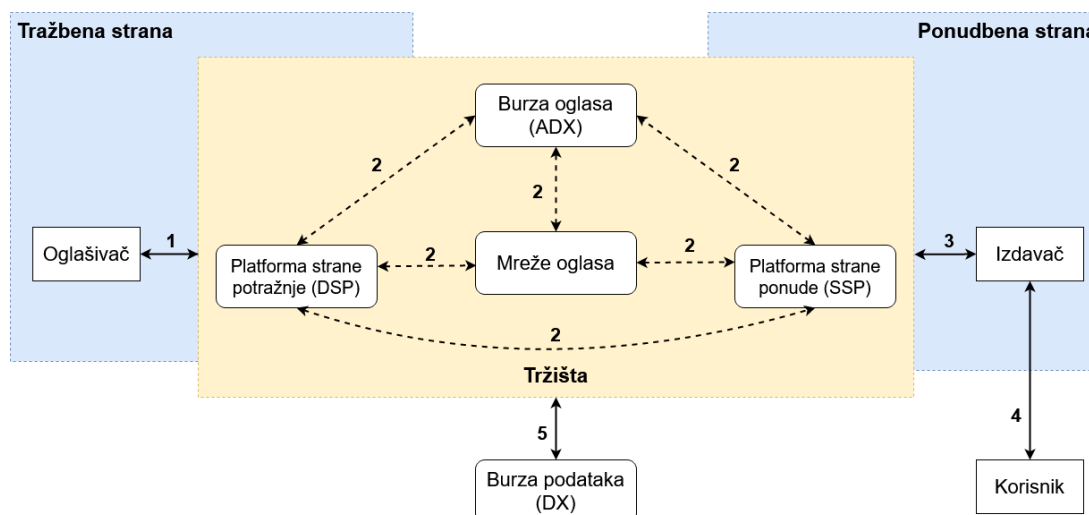 Tražbena strana
Ponudbena strana
Burza oglasa
(ADX)
2
2
2
Oglašivač
1
Platforma strane
potražnje (DSP)
2
Mreže oglasa
2
Platforma strane
ponude (SSP)
3
Izdavač
2
Tržišta
5
4
Burza podataka
(DX)
Korisnik